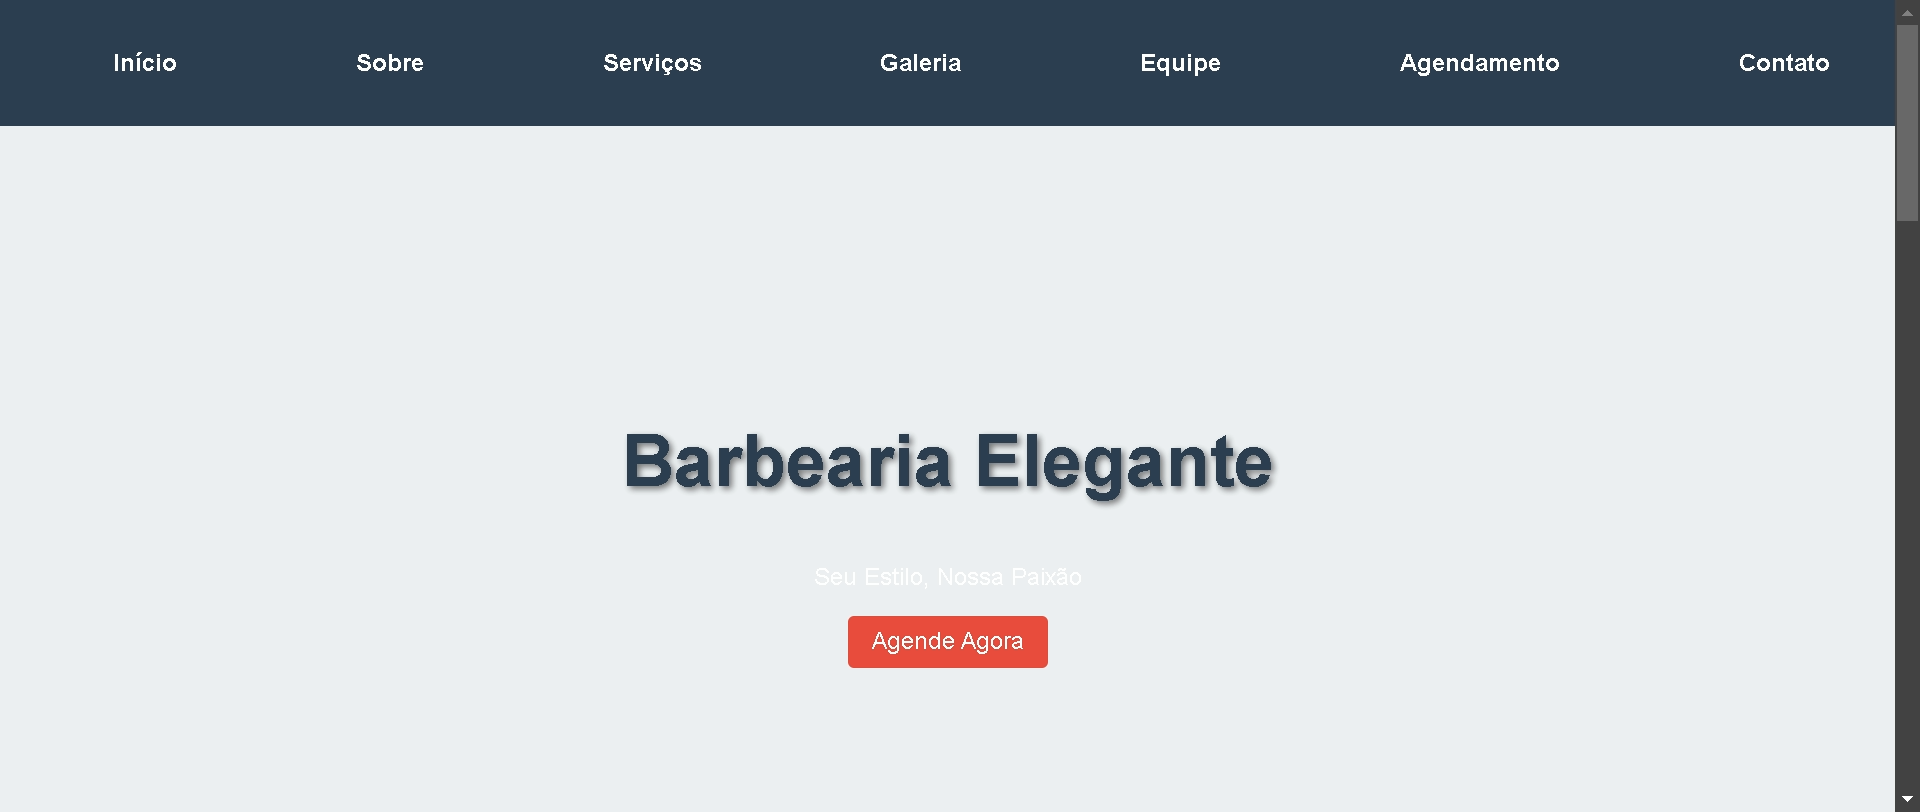 Início Sobre Serviços Galeria Equipe Agendamento Contato
Barbearia Elegante
Seu Estilo, Nossa Paixão
Agende Agora